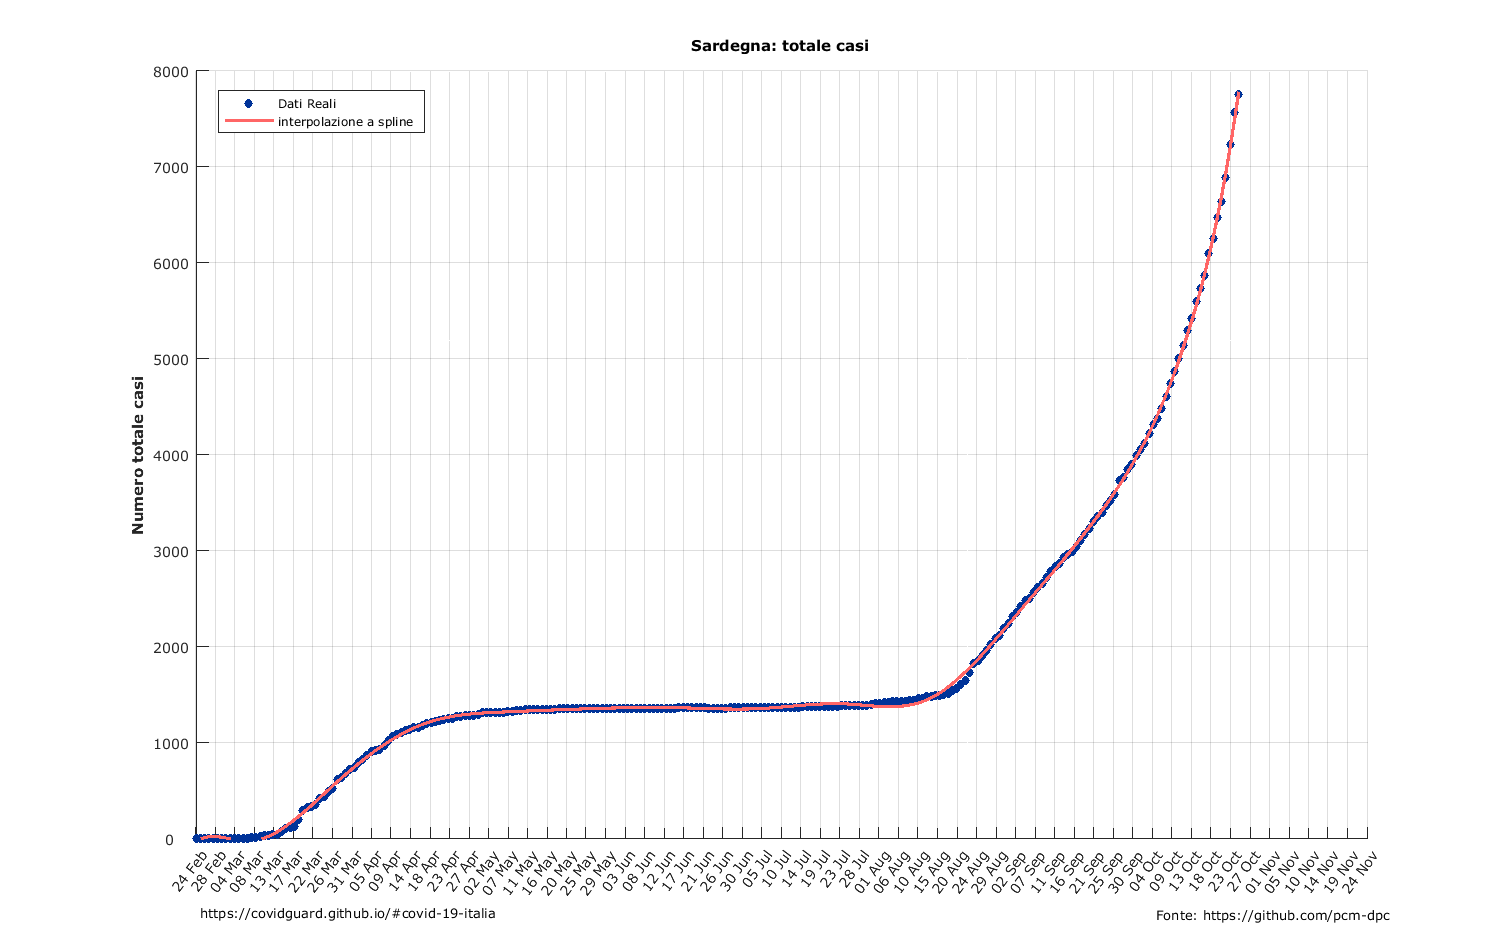 Sardegna: totale casi
Dati Reali
interpolazione a spline
Numero totale casi
8000
7000
6000
5000
4000
3000
2000
1000
0
24 Feb
28 Feb
04 Mar
08 Mar
13 Mar
17 Mar
22 Mar
26 Mar
31 Mar
05 Apr
09 Apr
14 Apr
18 Apr
23 Apr
27 Apr
02 May
07 May
11 May
16 May
20 May
25 May
29 May
03 Jun
08 Jun
12 Jun
17 Jun
21 Jun
26 Jun
30 Jun
05 Jul
10 Jul
14 Jul
19 Jul
23 Jul
28 Jul
01 Aug
06 Aug
10 Aug
15 Aug
20 Aug
24 Aug
29 Aug
02 Sep
07 Sep
11 Sep
16 Sep
21 Sep
25 Sep
30 Sep
04 Oct
09 Oct
13 Oct
18 Oct
23 Oct
27 Oct
01 Nov
05 Nov
10 Nov
14 Nov
19 Nov
24 Nov
https://covidguard.github.io/#covid-19-italia
Fonte: https://github.com/pcm-dpc